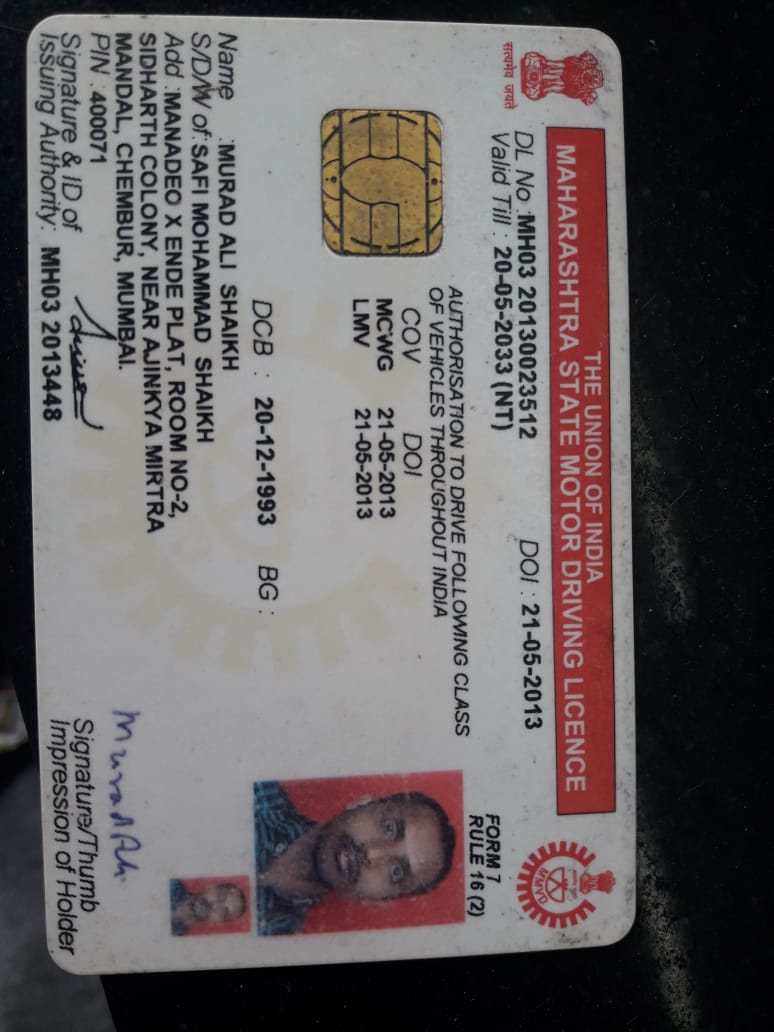 THE UNION OF INDIA
MAHARASHTRA STATE MOTOR DRIVING LICENCE
सत्यमेव जयते
DL No :MH03 20130023512 DOI : 21-05-2013
Valid Till : 20-05-2033 (NT)
FORM 7
RULE 16 (2)
AUTHORISATION TO DRIVE FOLLOWING CLASS
OF VEHICLES THROUGHOUT INDIA
COV DOI
MCWG 21-05-2013
LMV 21-05-2013
DOB : 20-12-1993 BG :
Name :MURAD ALI SHAIKH
S/D/W of:SAFI MOHAMMAD SHAIKH
Add :MANADEO X ENDE PLAT, ROOM NO-2,
SIDHARTH COLONY, NEAR AJINKYA MIRTRA
MANDAL, CHEMBUR, MUMBAI.
PIN :400071
Signature & ID of
Issuing Authority: MH03 2013448
Murad Ali.
Signature/Thumb
Impression of Holder
MMVD